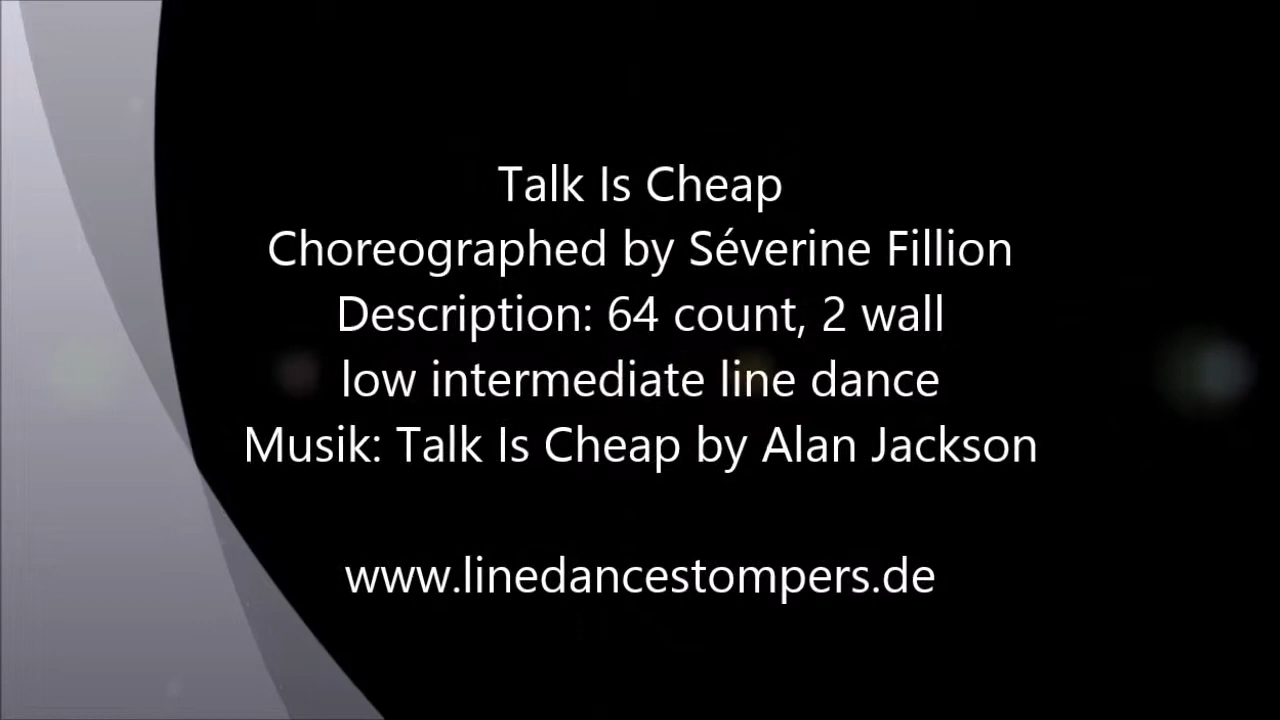 Talk Is Cheap
Choreographed by Séverine Fillion
Description: 64 count, 2 wall
low intermediate line dance
Musik: Talk Is Cheap by Alan Jackson
www.linedancestompers.de